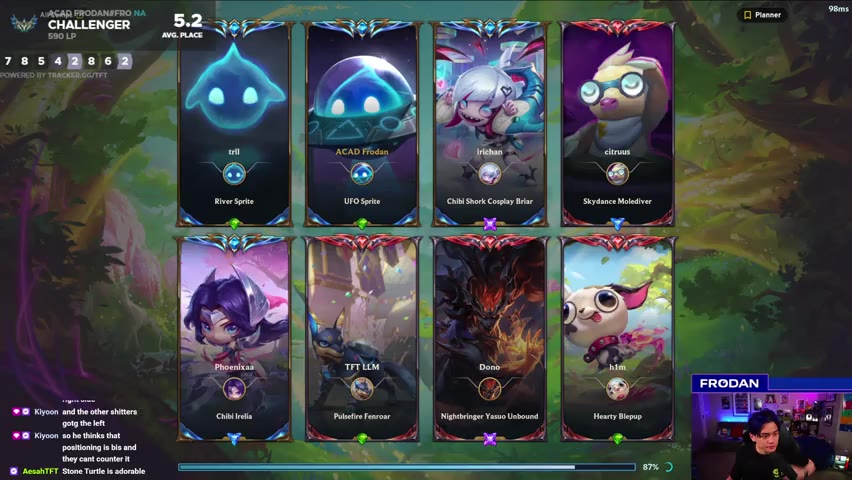 ACAD FRODAN#FRO NA
CHALLENGER
590 LP
5.2
AVG. PLACE
7 8 5 4 2 8 6 2
POWERED BY TRACKER.GG/TFT
Planner
98ms
trll
River Sprite
ACAD Frodan
UFO Sprite
irichan
Chibi Shork Cosplay Briar
citruus
Skydance Molediver
Phoenixaa
Chibi Irelia
TFT LLM
Pulsefire Fenroar
Dono
Nightbringer Yasuo Unbound
h1m
Hearty Blepup
right side
Kiyoon and the other shitters
gotg the left
Kiyoon so he thinks that
positioning is bis and
they cant counter it
AesahTFT Stone Turtle is adorable
87%
FRODAN